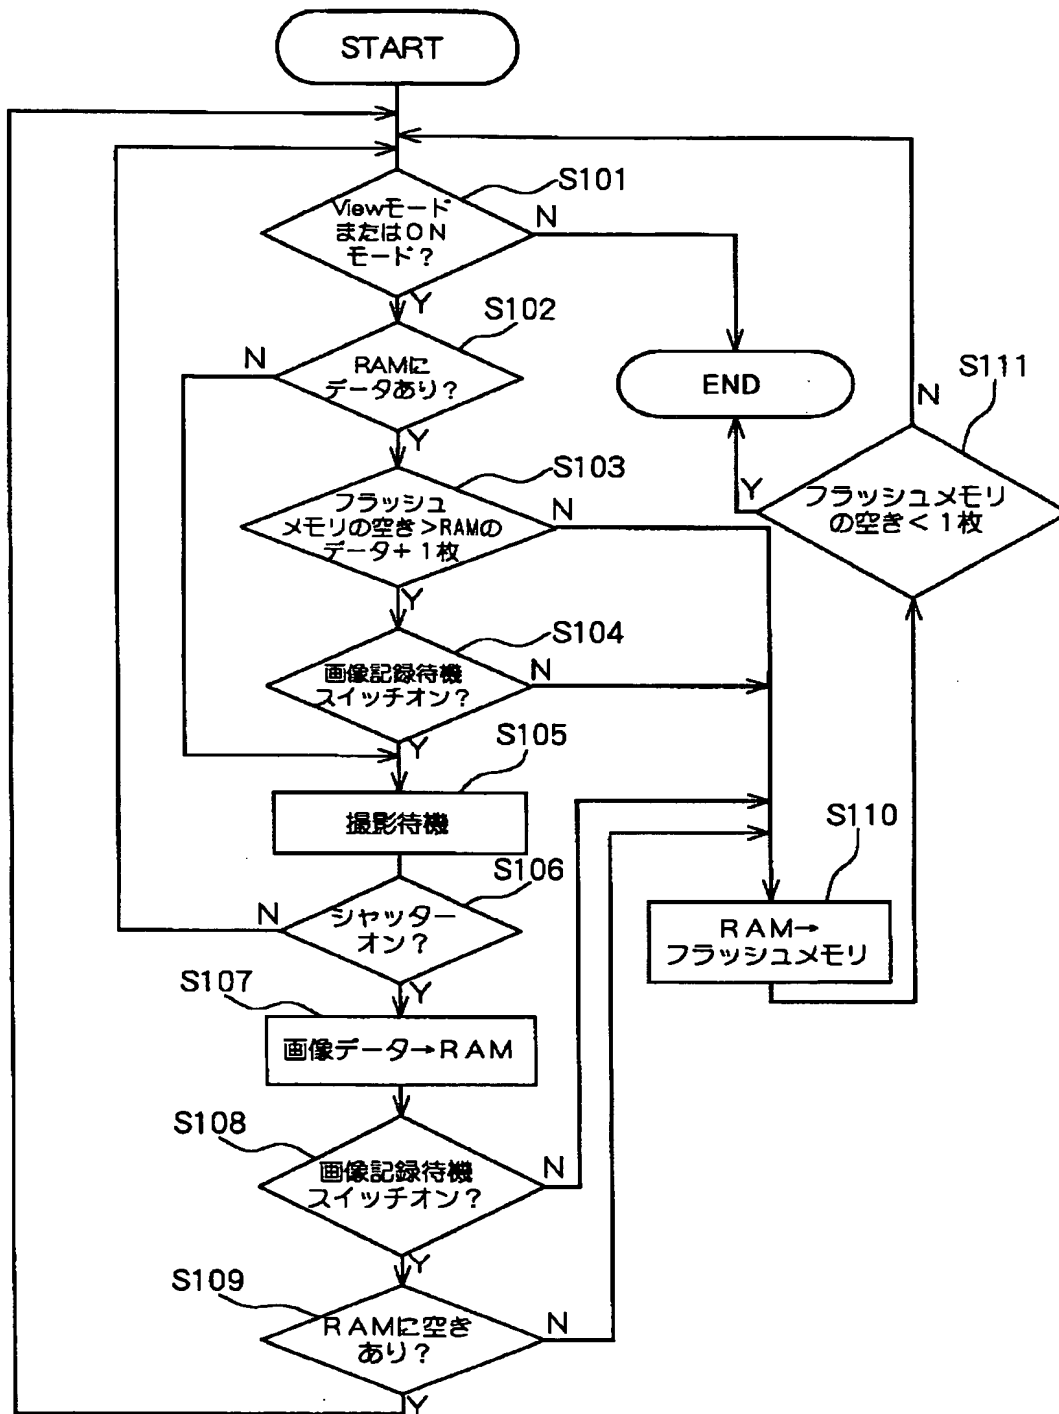 START
S101
Viewモード
またはON
モード?
N
Y
S102
RAMに
データあり?
N
Y
END
S111
フラッシュメモリ
の空き<1枚
N
Y
S103
フラッシュ
メモリの空き>RAMの
データ+1枚
N
Y
S104
画像記録待機
スイッチオン?
N
Y
S105
撮影待機
S106
シャッター
オン?
N
Y
S110
RAM→
フラッシュメモリ
S107
画像データ→RAM
S108
画像記録待機
スイッチオン?
N
Y
S109
RAMに空き
あり?
N
Y